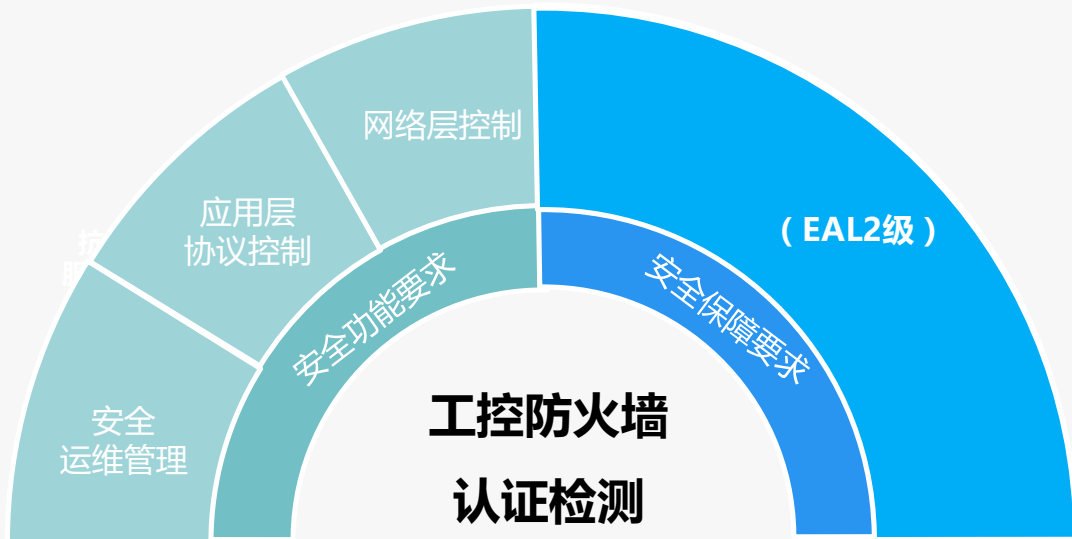 网络层控制
应用层
协议控制
安全
运维管理
安全功能要求
安全保障要求
（EAL2级）
工控防火墙
认证检测